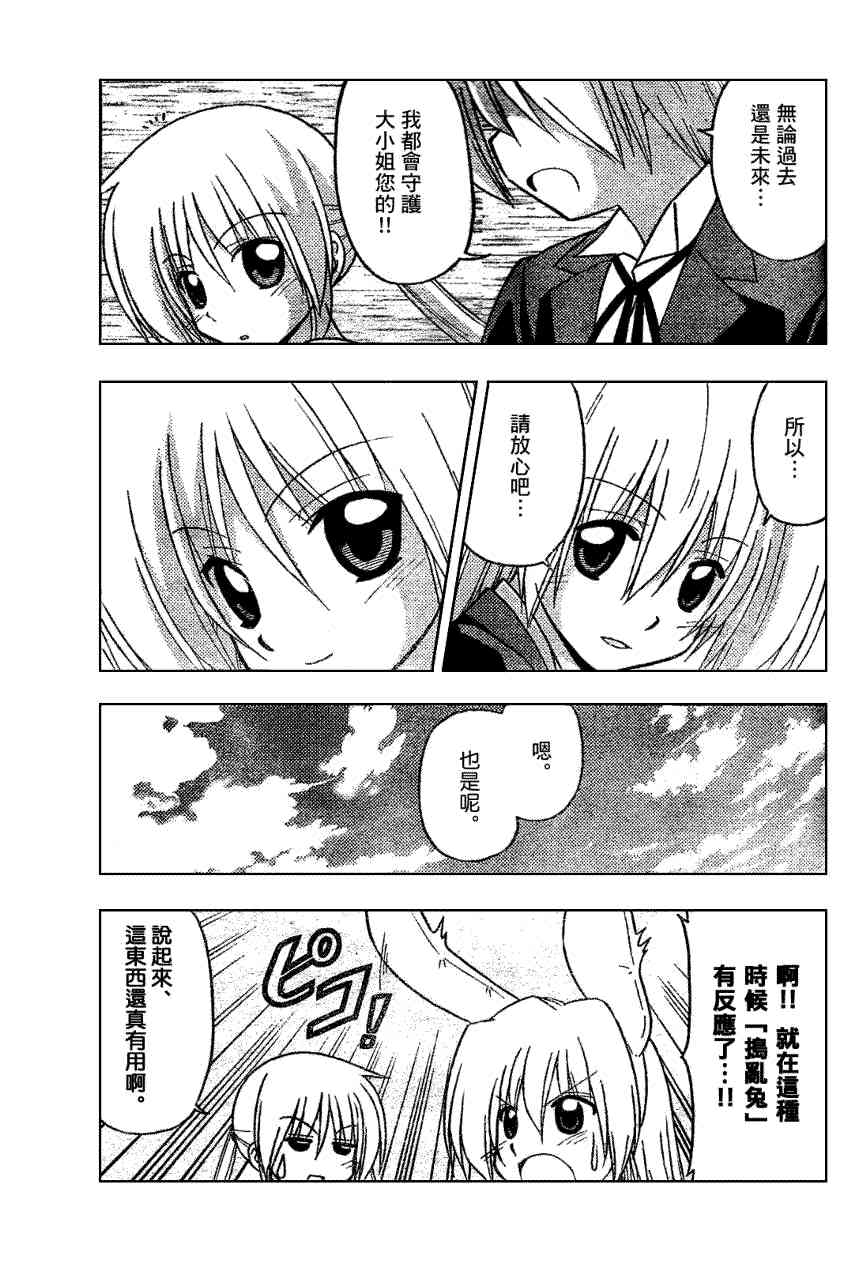 無論過去
還是未來…
我都會守護
大小姐您的!!
所以…
請放心吧…
嗯。
也是呢。
啊!! 就在這種
時候「搗亂兔」
有反應了…!!
ピコ!
說起來、
這東西還真有用啊。